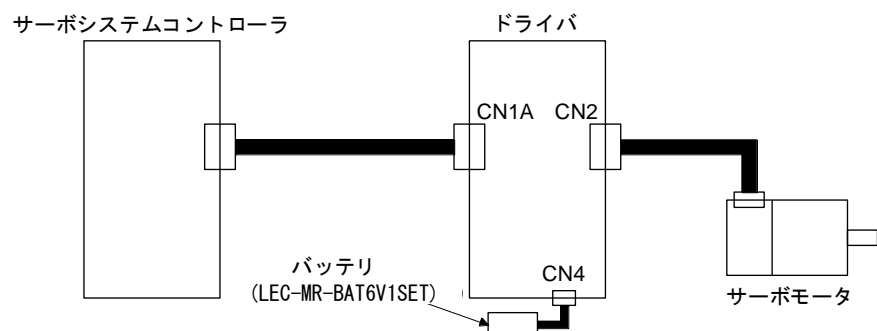 サーボシステムコントローラ
ドライバ
CN1A
CN2
CN4
バッテリ
(LEC-MR-BAT6V1SET)
サーボモータ